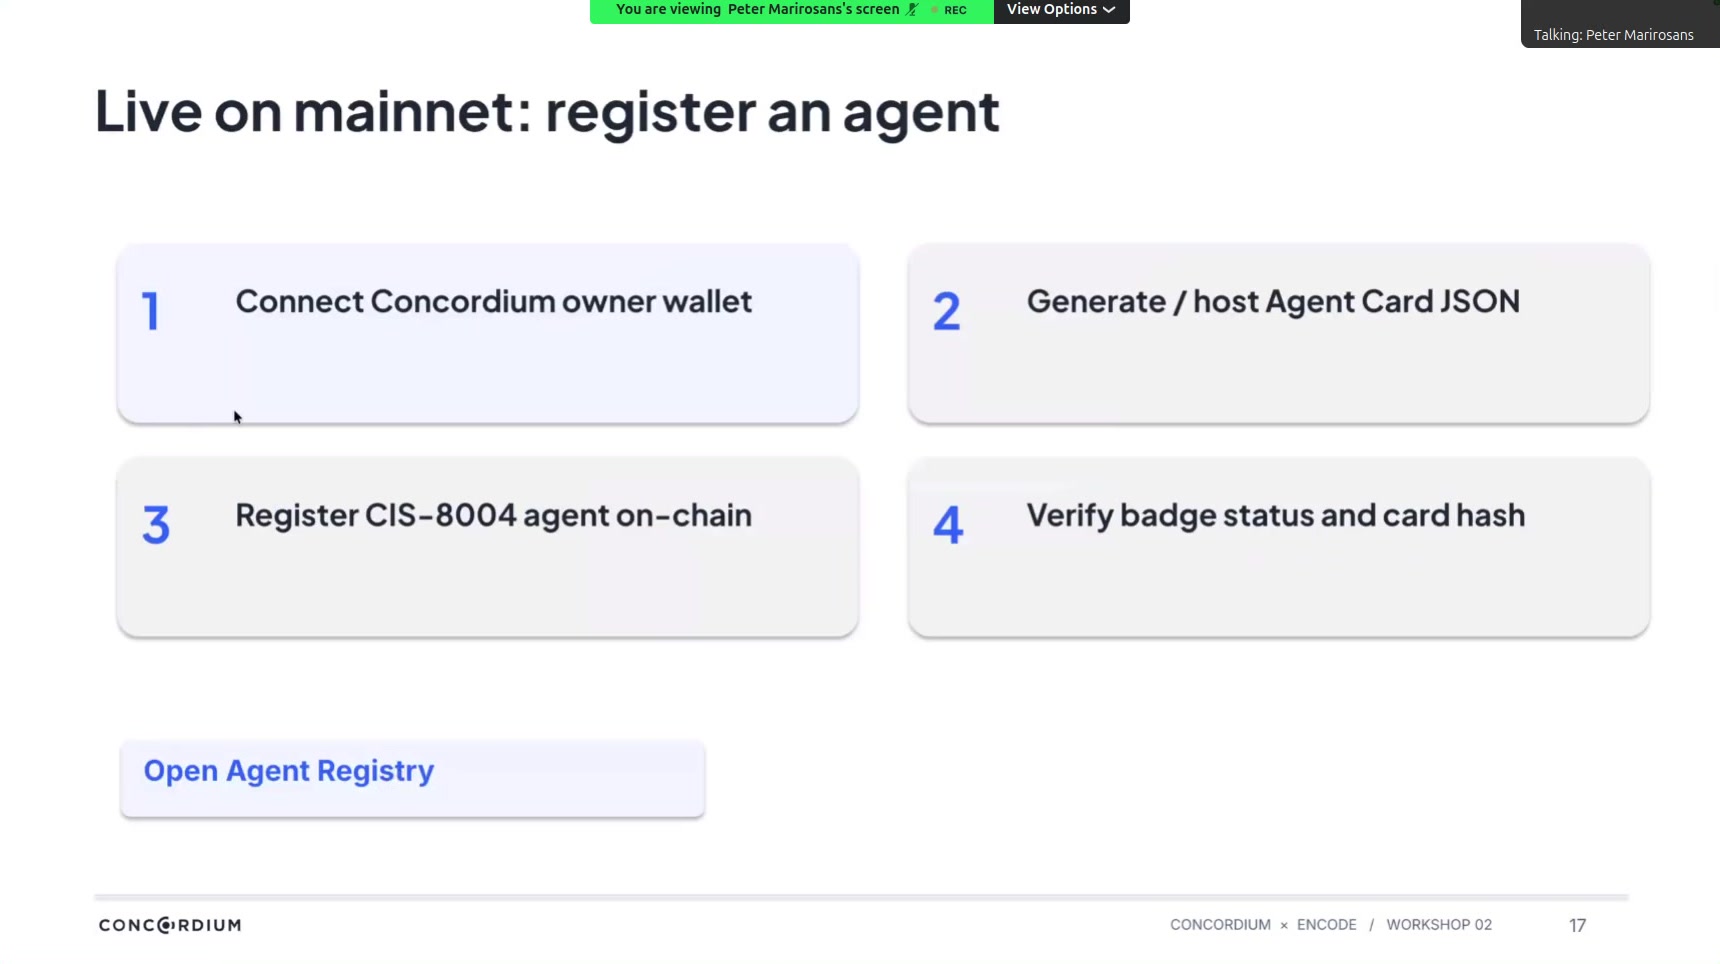 You are viewing Peter Marirosans's screen REC View Options
Talking: Peter Marirosans
Live on mainnet: register an agent
1 Connect Concordium owner wallet
2 Generate / host Agent Card JSON
3 Register CIS-8004 agent on-chain
4 Verify badge status and card hash
Open Agent Registry
CONCORDIUM
CONCORDIUM × ENCODE / WORKSHOP 02 17